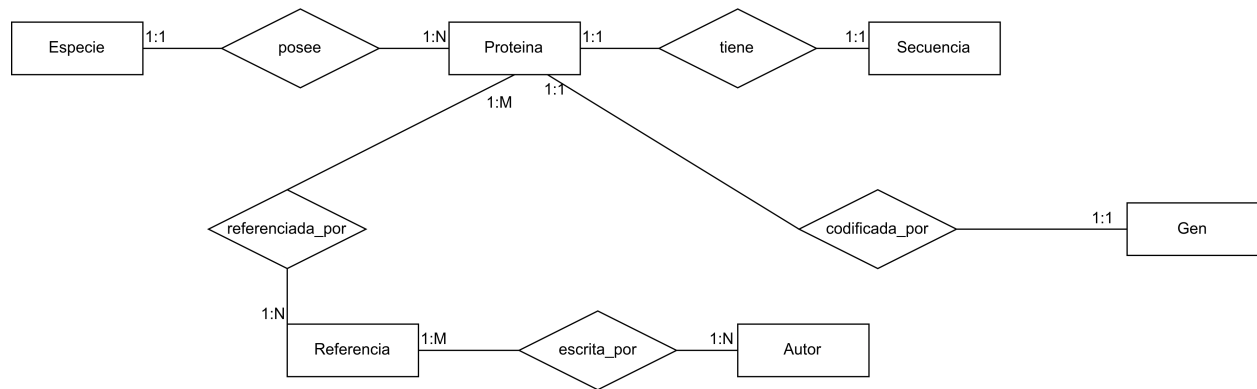 Especie
1:1
posee
1:N
Proteina
1:1
tiene
1:1
Secuencia
1:M
1:1
referenciada_por
codificada_por
1:1
Gen
1:N
Referencia
1:M
escrita_por
1:N
Autor